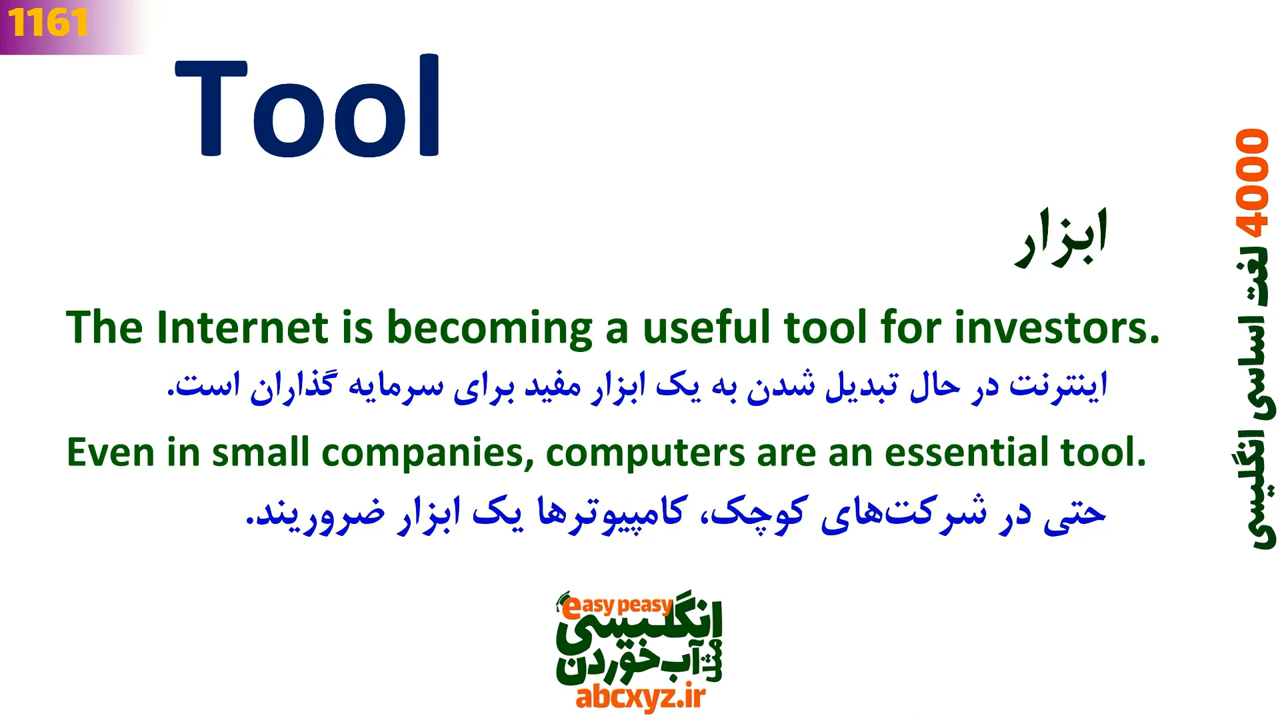 1161
Tool
ابزار
The Internet is becoming a useful tool for investors.
اینترنت در حال تبدیل شدن به یک ابزار مفید برای سرمایه گذاران است.
Even in small companies, computers are an essential tool.
حتی در شرکت‌های کوچک، کامپیوترها یک ابزار ضروریند.
4000 لغت اساسی انگلیسی
easy peasy
انگلیسی
مثل آب خوردن
abcxyz.ir